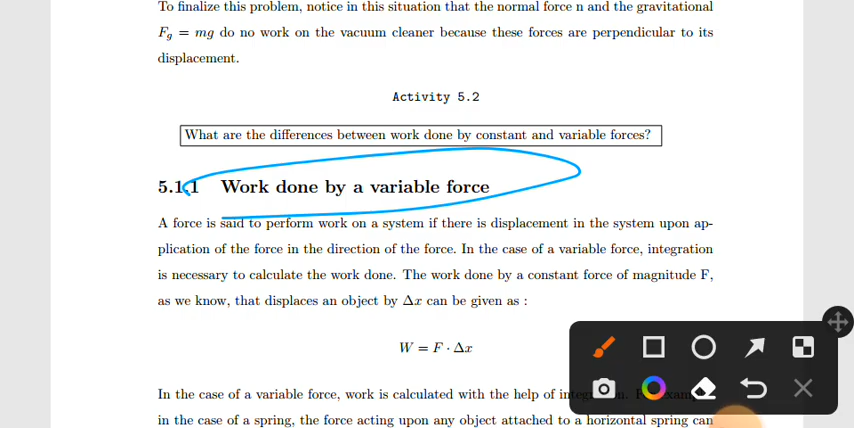 To finalize this problem, notice in this situation that the normal force n and the gravitational
F_g = mg do no work on the vacuum cleaner because these forces are perpendicular to its
displacement.
Activity 5.2
What are the differences between work done by constant and variable forces?
5.1.1 Work done by a variable force
A force is said to perform work on a system if there is displacement in the system upon ap-
plication of the force in the direction of the force. In the case of a variable force, integration
is necessary to calculate the work done. The work done by a constant force of magnitude F,
as we know, that displaces an object by Δx can be given as :
W = F · Δx
In the case of a variable force, work is calculated with the help of
in the case of a spring, the force acting upon any object attached to a horizontal spring can